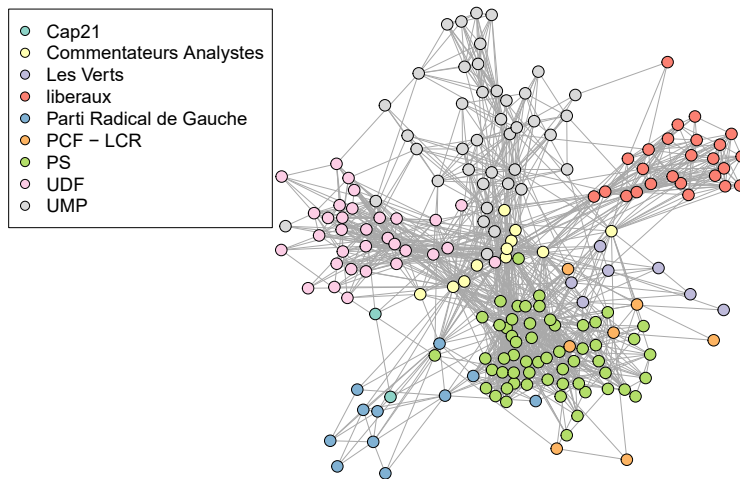 Cap21
Commentateurs Analystes
Les Verts
liberaux
Parti Radical de Gauche
PCF − LCR
PS
UDF
UMP